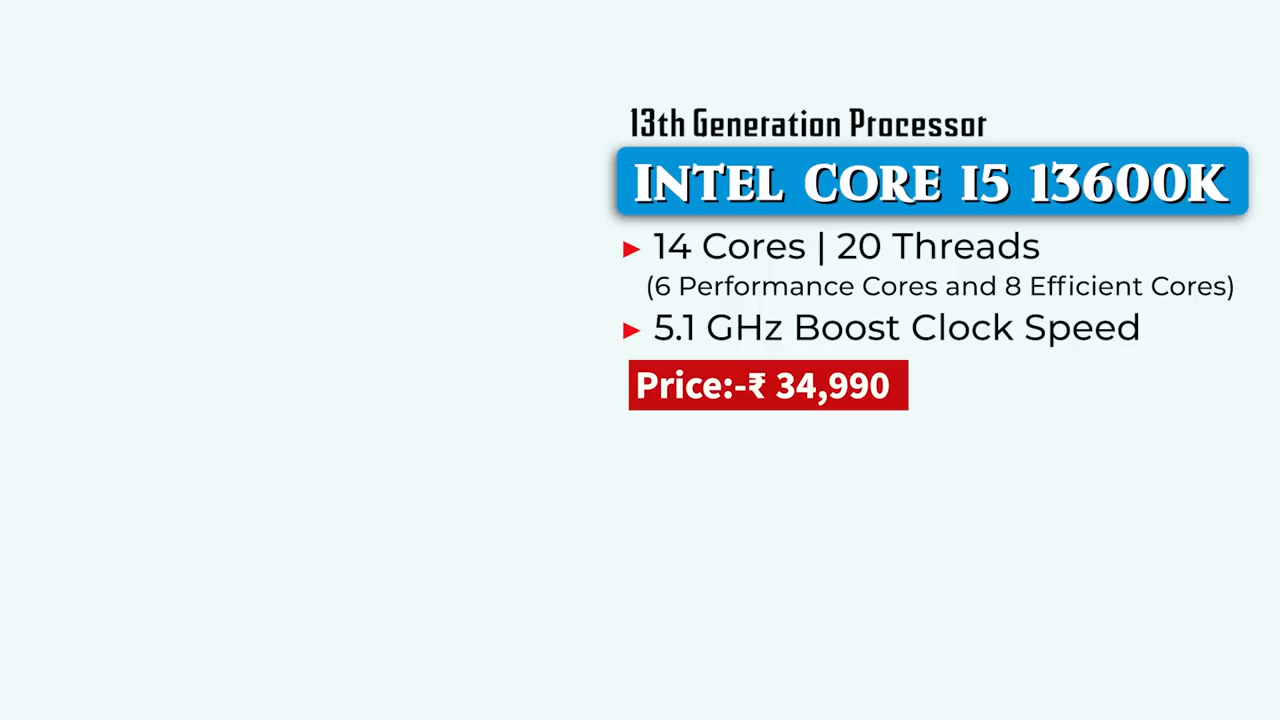 13th Generation Processor
INTEL CORE I5 13600K
► 14 Cores | 20 Threads
(6 Performance Cores and 8 Efficient Cores)
► 5.1 GHz Boost Clock Speed
Price:-₹ 34,990